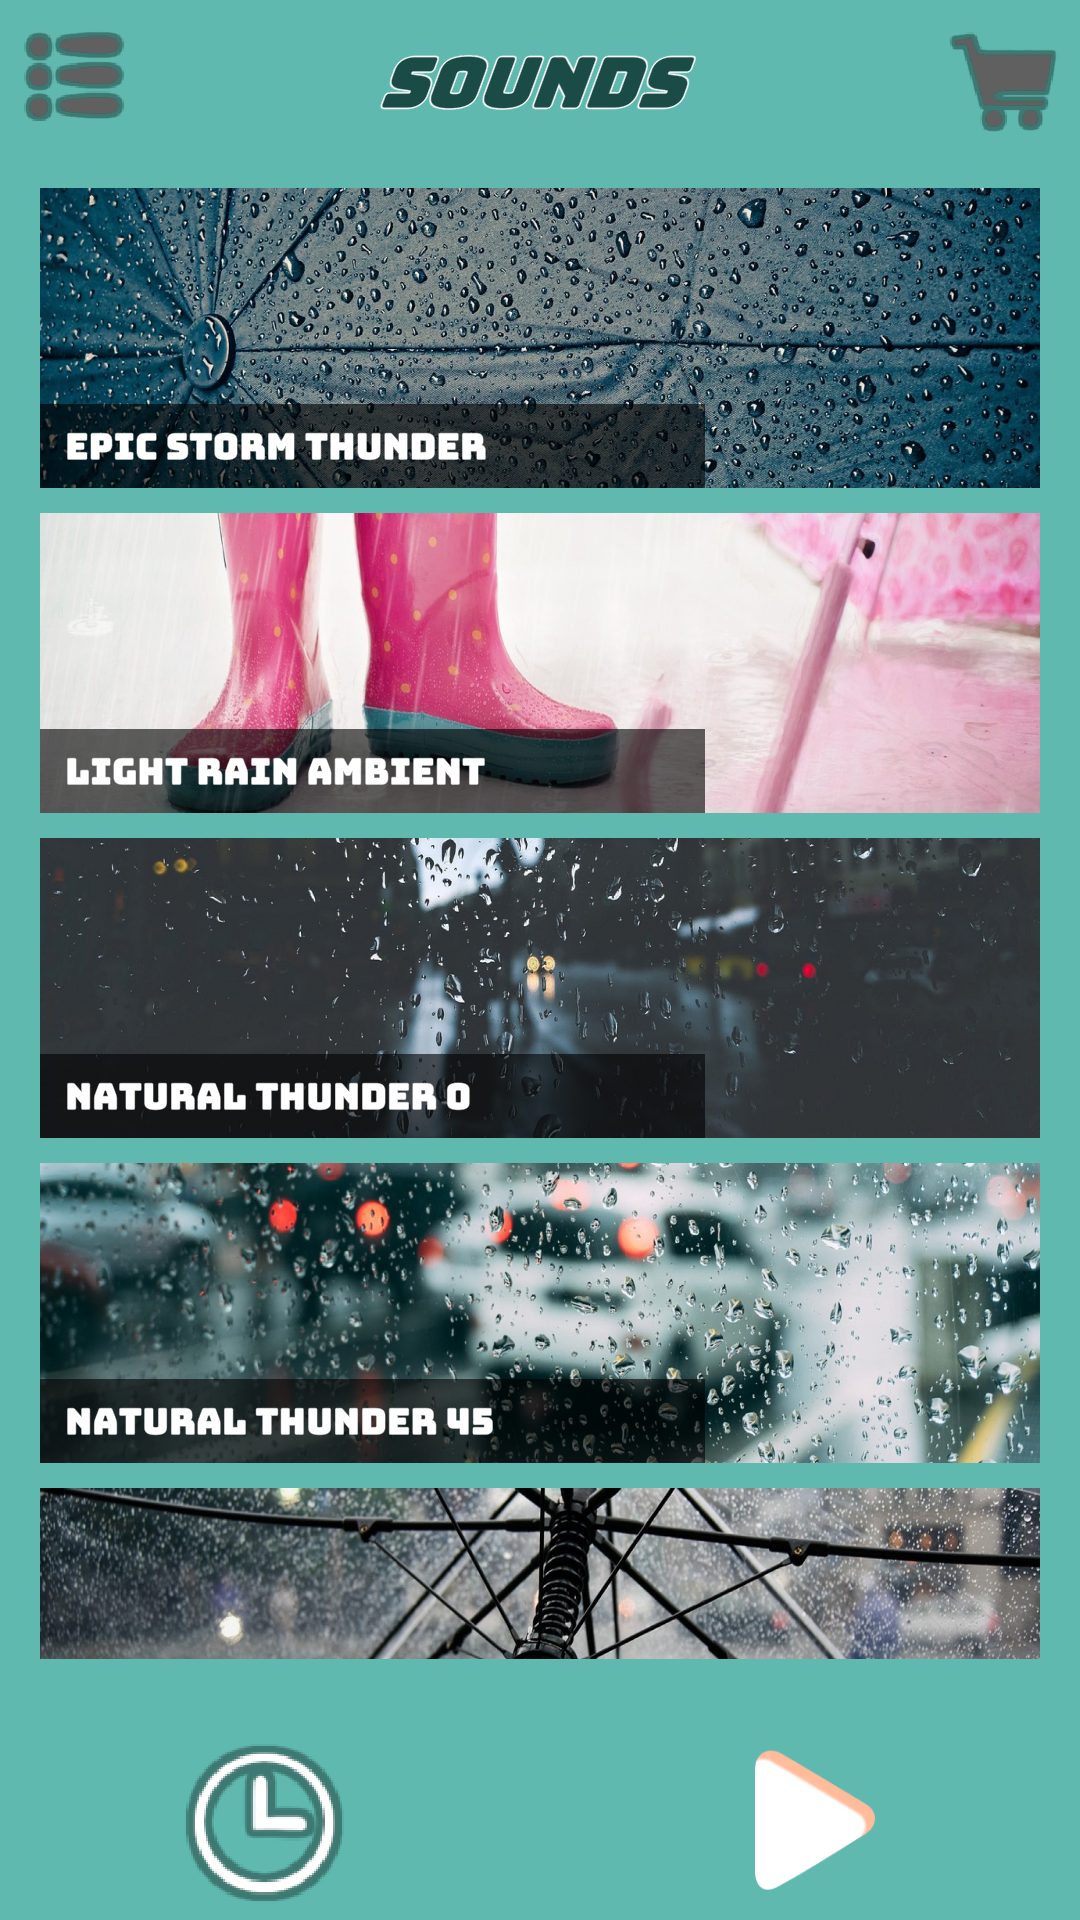 SOUNDS
EPIC STORM THUNDER
LIGHT RAIN AMBIENT
NATURAL THUNDER 0
NATURAL THUNDER 45